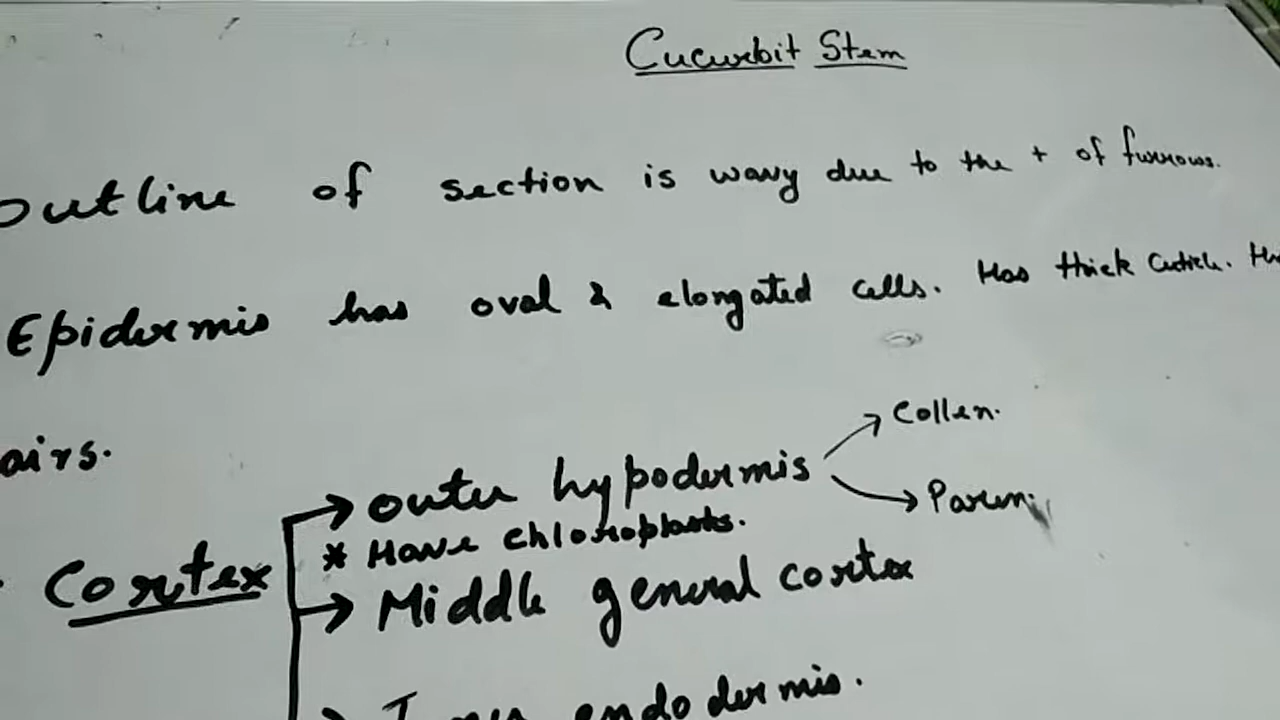 Cucurbit Stem
outline of section is wavy due to the + of furrows.
Epidermis has oval & elongated cells. Has thick cuticle.
airs.
Collen.
outer hypodermis
Paren.
* Have chloroplasts.
Cortex
Middle general cortex
Inner endodermis.